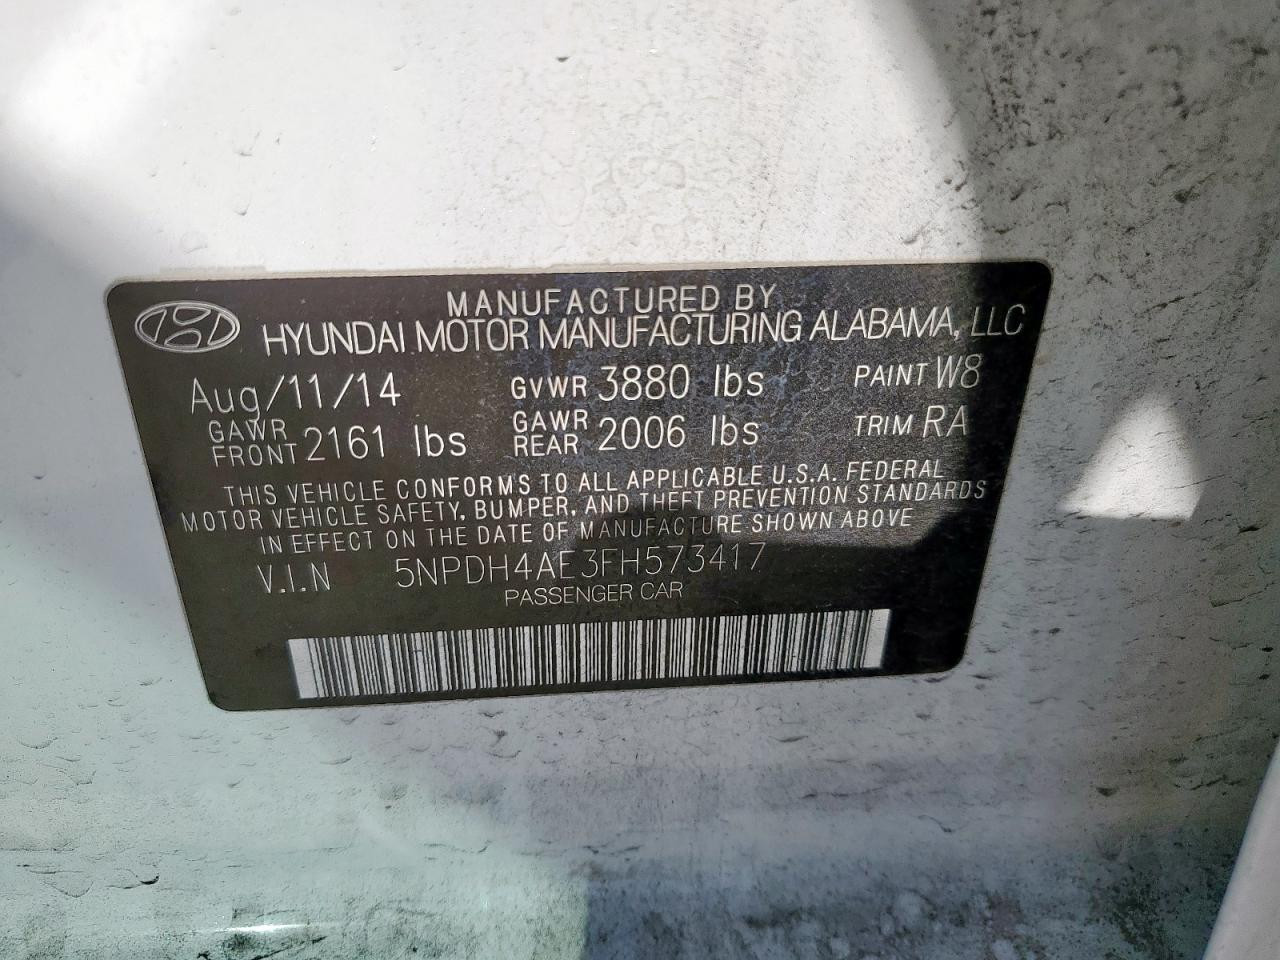 MANUFACTURED BY
HYUNDAI MOTOR MANUFACTURING ALABAMA, LLC
Aug/11/14 GVWR 3880 lbs PAINT W8
GAWR FRONT 2161 lbs GAWR REAR 2006 lbs TRIM RA
THIS VEHICLE CONFORMS TO ALL APPLICABLE U.S.A. FEDERAL
MOTOR VEHICLE SAFETY, BUMPER, AND THEFT PREVENTION STANDARDS
IN EFFECT ON THE DATE OF MANUFACTURE SHOWN ABOVE
V.I.N 5NPDH4AE3FH573417
PASSENGER CAR